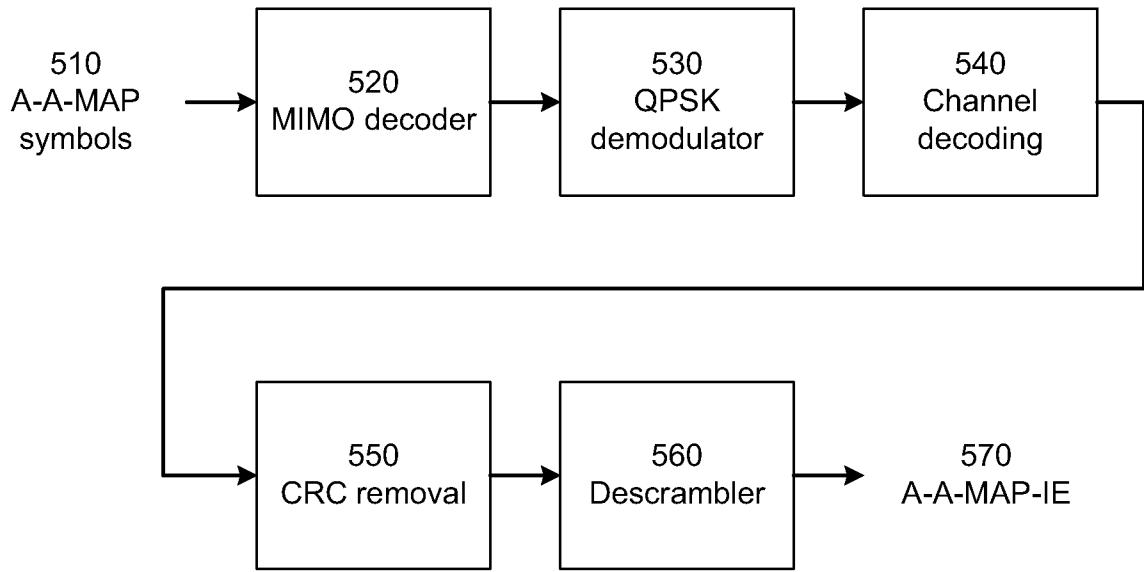 510
A-A-MAP
symbols
520
MIMO decoder
530
QPSK
demodulator
540
Channel
decoding
550
CRC removal
560
Descrambler
570
A-A-MAP-IE